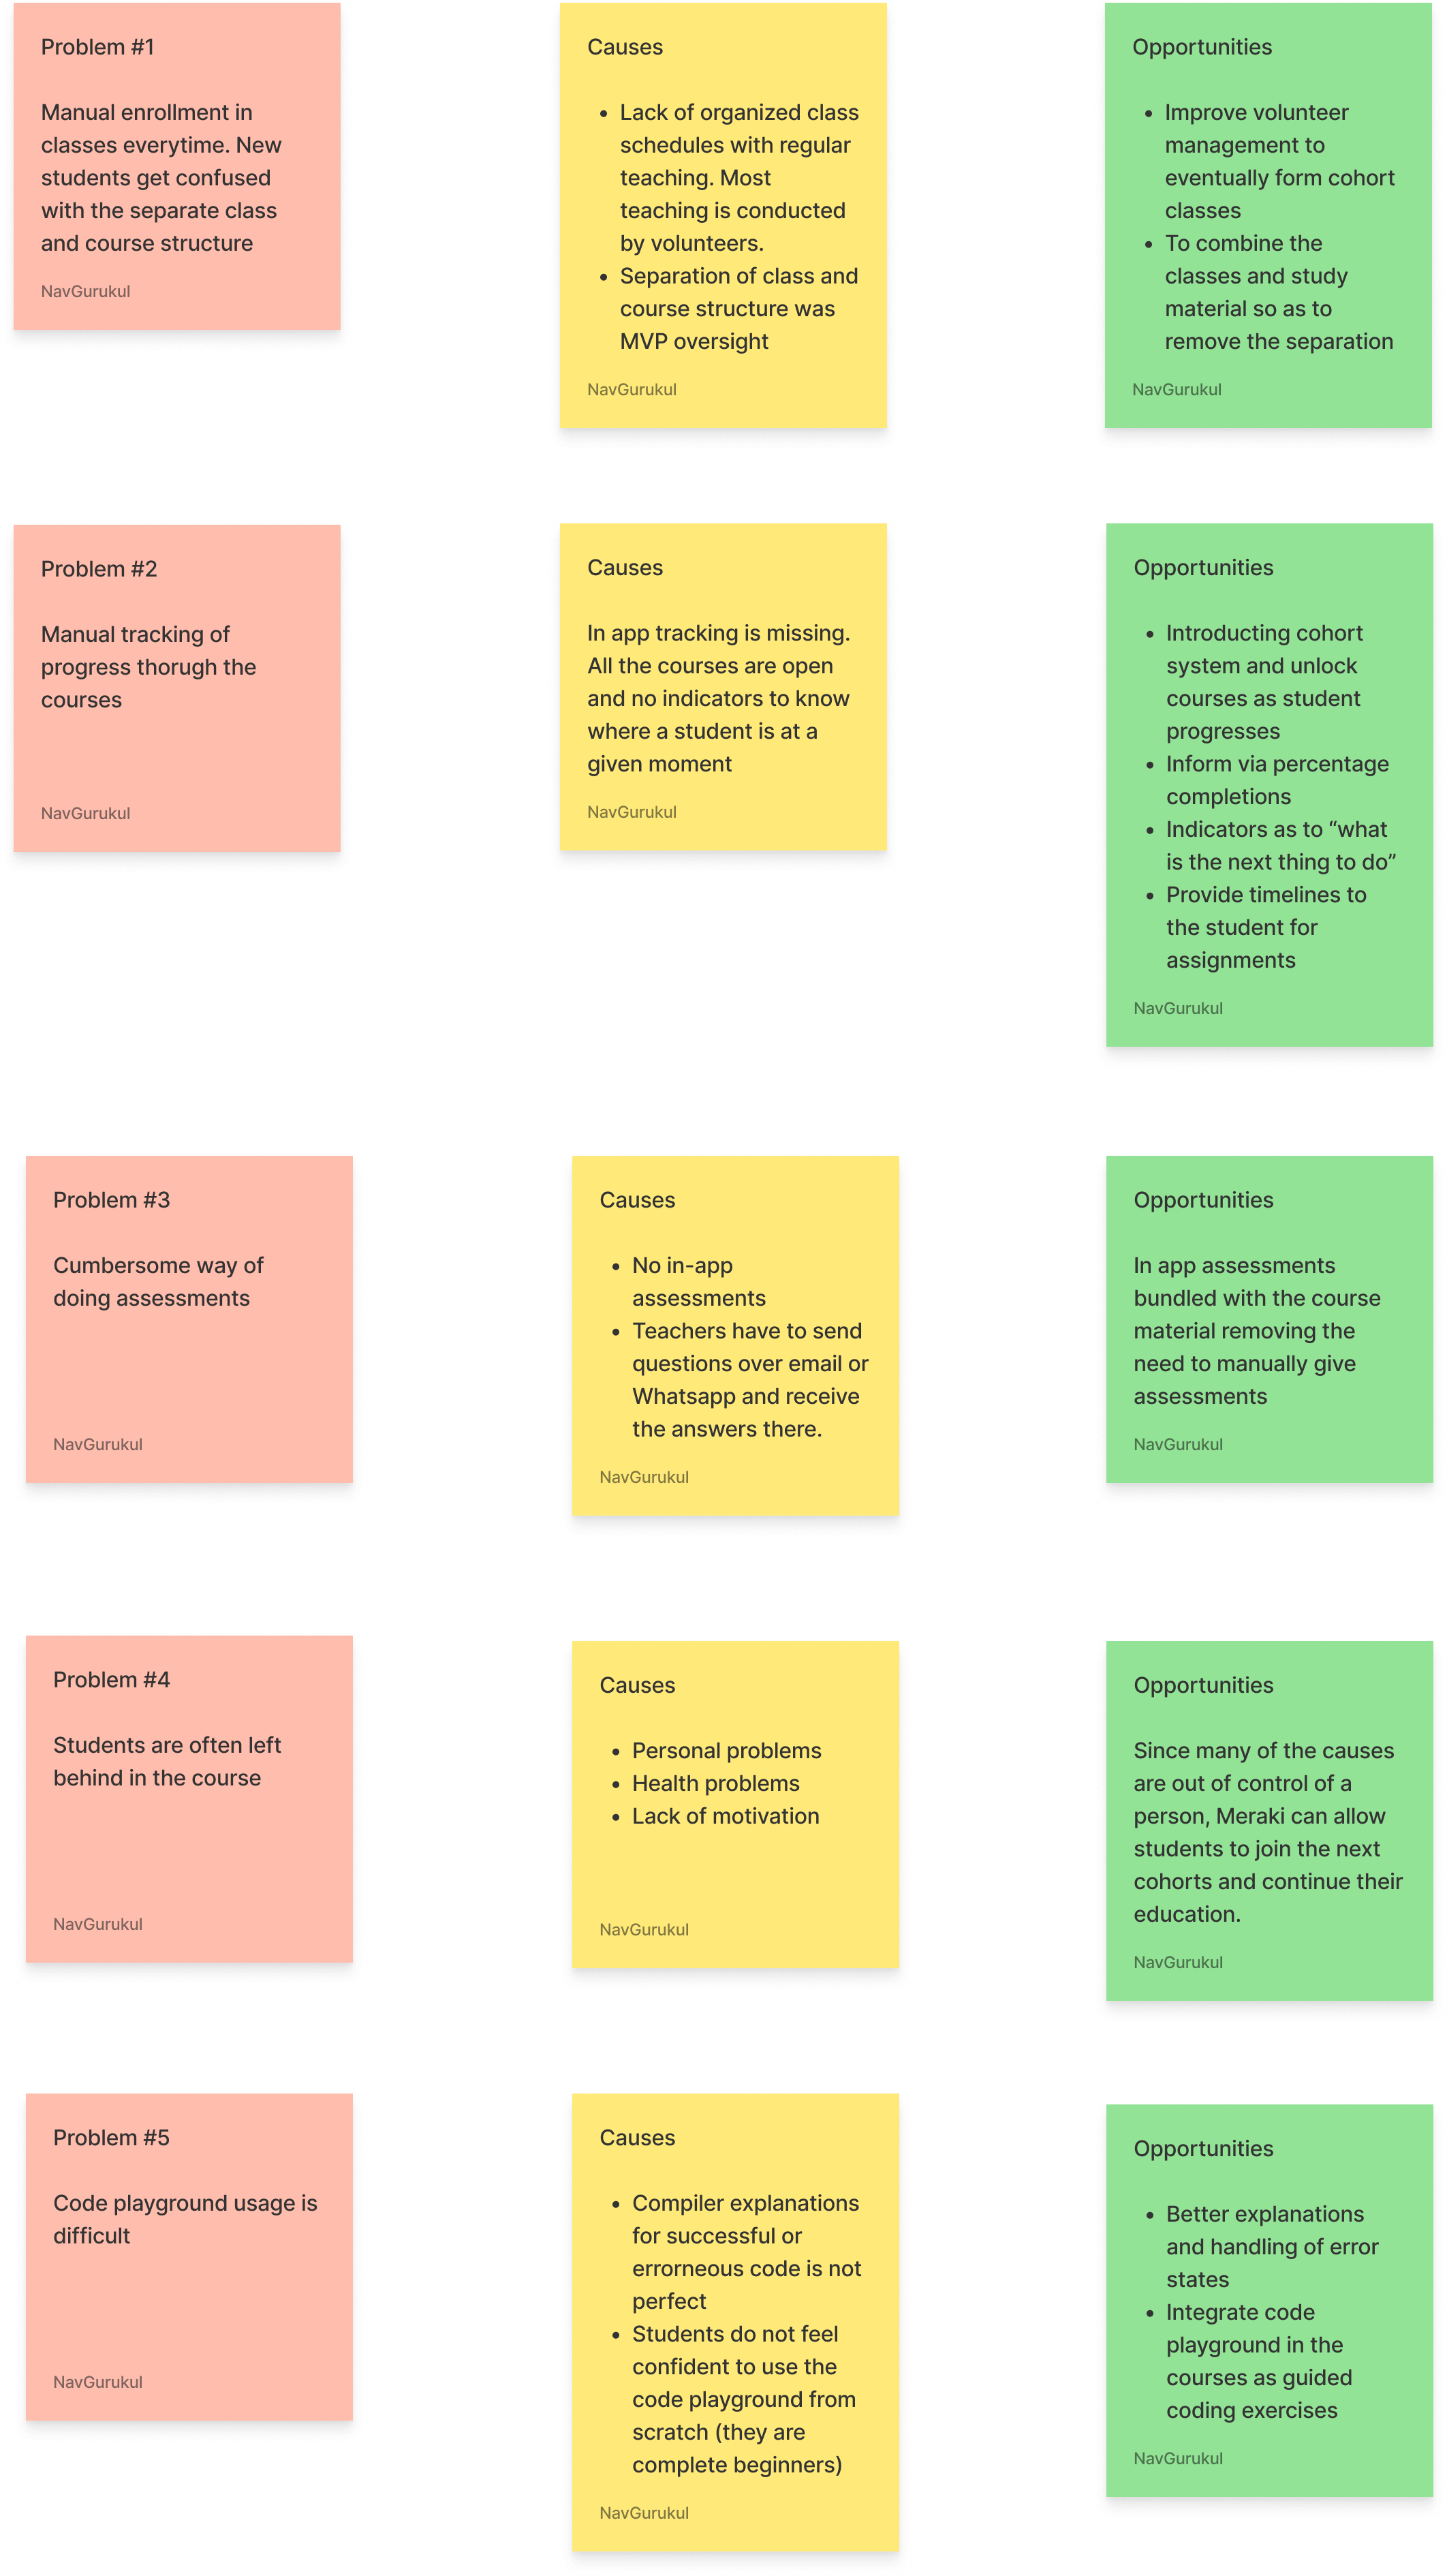 Problem #1
Manual enrollment in
classes everytime. New
students get confused
with the separate class
and course structure
NavGurukul
Causes
• Lack of organized class
schedules with regular
teaching. Most
teaching is conducted
by volunteers.
• Separation of class and
course structure was
MVP oversight
NavGurukul
Opportunities
• Improve volunteer
management to
eventually form cohort
classes
• To combine the
classes and study
material so as to
remove the separation
NavGurukul
Problem #2
Manual tracking of
progress thorugh the
courses
NavGurukul
Causes
In app tracking is missing.
All the courses are open
and no indicators to know
where a student is at a
given moment
NavGurukul
Opportunities
• Introducting cohort
system and unlock
courses as student
progresses
• Inform via percentage
completions
• Indicators as to “what
is the next thing to do”
• Provide timelines to
the student for
assignments
NavGurukul
Problem #3
Cumbersome way of
doing assessments
NavGurukul
Causes
• No in-app
assessments
• Teachers have to send
questions over email or
Whatsapp and receive
the answers there.
NavGurukul
Opportunities
In app assessments
bundled with the course
material removing the
need to manually give
assessments
NavGurukul
Problem #4
Students are often left
behind in the course
NavGurukul
Causes
• Personal problems
• Health problems
• Lack of motivation
NavGurukul
Opportunities
Since many of the causes
are out of control of a
person, Meraki can allow
students to join the next
cohorts and continue their
education.
NavGurukul
Problem #5
Code playground usage is
difficult
NavGurukul
Causes
• Compiler explanations
for successful or
errorneous code is not
perfect
• Students do not feel
confident to use the
code playground from
scratch (they are
complete beginners)
NavGurukul
Opportunities
• Better explanations
and handling of error
states
• Integrate code
playground in the
courses as guided
coding exercises
NavGurukul